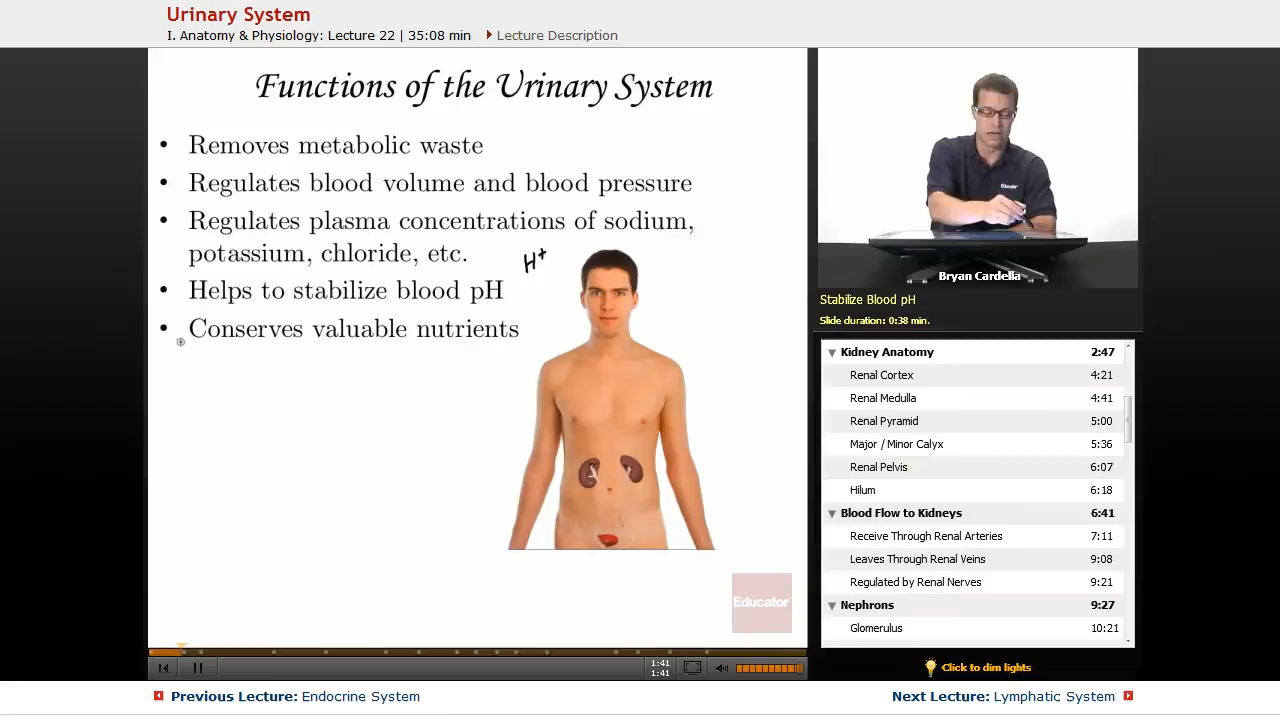 Urinary System
I. Anatomy & Physiology: Lecture 22 | 35:08 min Lecture Description
Functions of the Urinary System
• Removes metabolic waste
• Regulates blood volume and blood pressure
• Regulates plasma concentrations of sodium,
potassium, chloride, etc.
H+
• Helps to stabilize blood pH
• Conserves valuable nutrients
Educator
Educator
Bryan Cardella
Stabilize Blood pH
Slide duration: 0:38 min.
Kidney Anatomy 2:47
Renal Cortex 4:21
Renal Medulla 4:41
Renal Pyramid 5:00
Major / Minor Calyx 5:36
Renal Pelvis 6:07
Hilum 6:18
Blood Flow to Kidneys 6:41
Receive Through Renal Arteries 7:11
Leaves Through Renal Veins 9:08
Regulated by Renal Nerves 9:21
Nephrons 9:27
Glomerulus 10:21
1:41
1:41
Click to dim lights
Previous Lecture: Endocrine System
Next Lecture: Lymphatic System